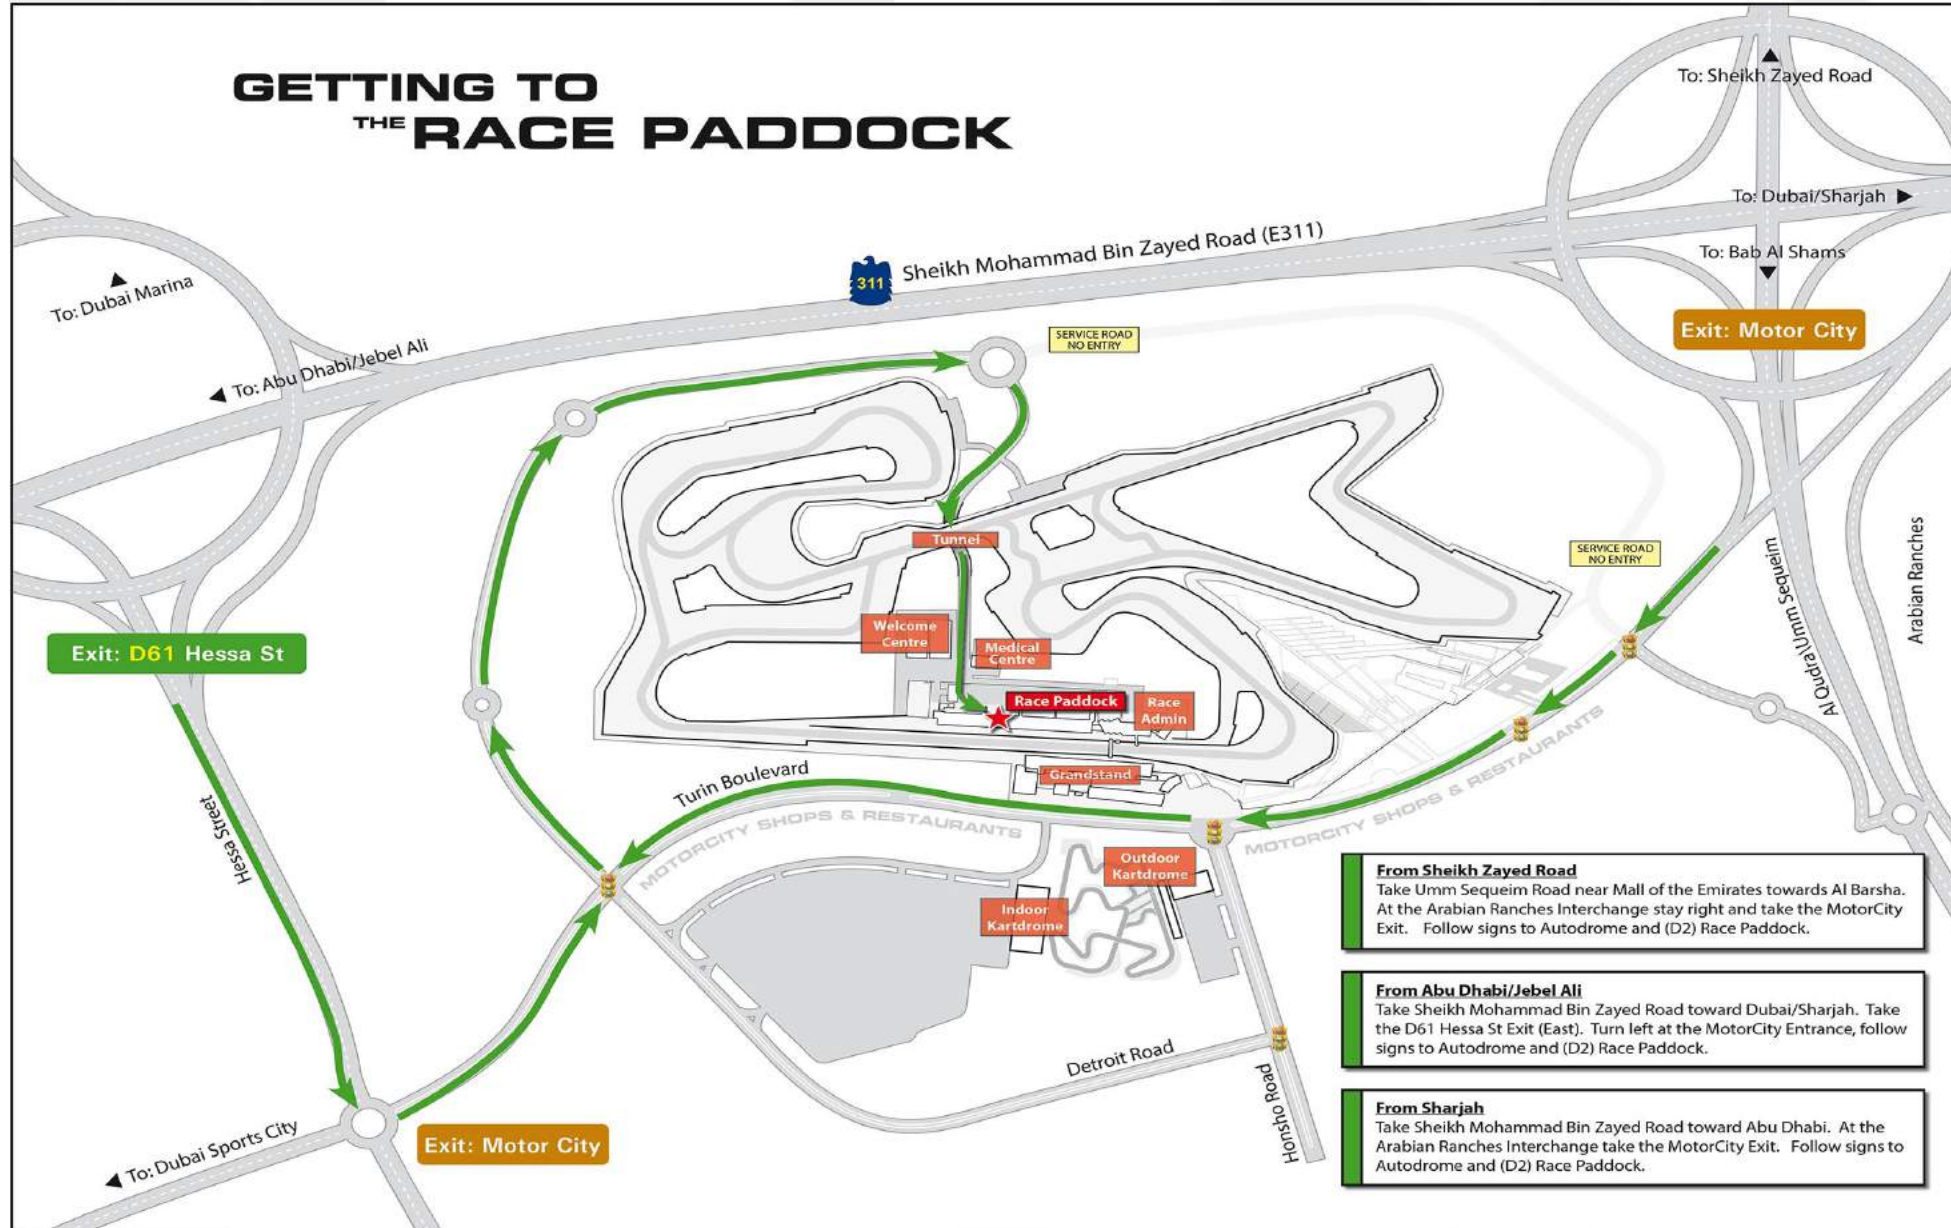 GETTING TO
THE RACE PADDOCK
To: Sheikh Zayed Road
To: Dubai/Sharjah
To: Bab Al Shams
Exit: Motor City
Sheikh Mohammad Bin Zayed Road (E311)
311
To: Dubai Marina
To: Abu Dhabi/Jebel Ali
SERVICE ROAD
NO ENTRY
Tunnel
SERVICE ROAD
NO ENTRY
Al Qudra\Umm Seqeim
Arabian Ranches
Welcome
Centre
Medical
Centre
Exit: D61 Hessa St
Race Paddock
Race
Admin
Grandstand
Turin Boulevard
MOTORCITY SHOPS & RESTAURANTS
MOTORCITY SHOPS & RESTAURANTS
Hessa Street
Outdoor
Kartdrome
Indoor
Kartdrome
Detroit Road
Honsho Road
Exit: Motor City
To: Dubai Sports City
From Sheikh Zayed Road
Take Umm Sequeim Road near Mall of the Emirates towards Al Barsha.
At the Arabian Ranches Interchange stay right and take the MotorCity
Exit. Follow signs to Autodrome and (D2) Race Paddock.
From Abu Dhabi/Jebel Ali
Take Sheikh Mohammad Bin Zayed Road toward Dubai/Sharjah. Take
the D61 Hessa St Exit (East). Turn left at the MotorCity Entrance, follow
signs to Autodrome and (D2) Race Paddock.
From Sharjah
Take Sheikh Mohammad Bin Zayed Road toward Abu Dhabi. At the
Arabian Ranches Interchange take the MotorCity Exit. Follow signs to
Autodrome and (D2) Race Paddock.